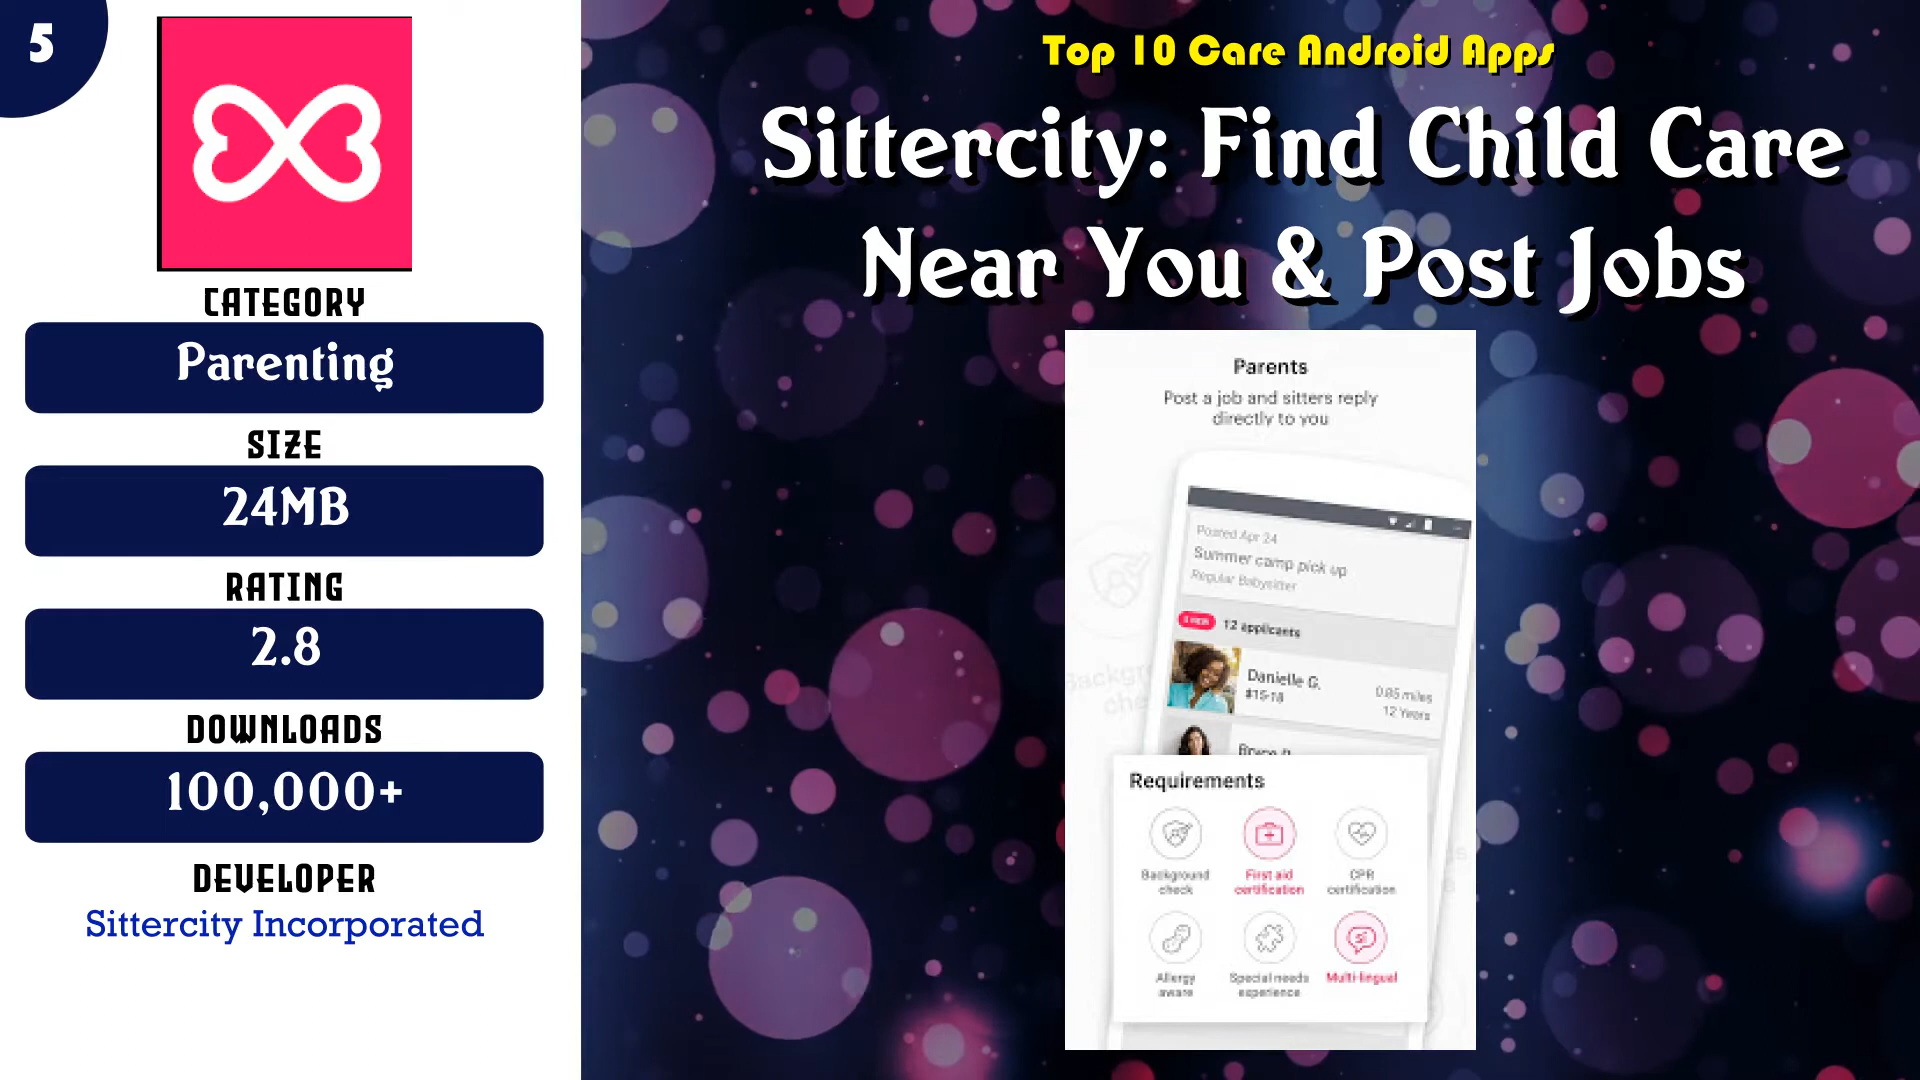 5
CATEGORY
Parenting
SIZE
24MB
RATING
2.8
DOWNLOADS
100,000+
DEVELOPER
Sittercity Incorporated
Top 10 Care Android Apps
Sittercity: Find Child Care
Near You & Post Jobs
Parents
Post a job and sitters reply
directly to you
Posted Apr 24
Summer camp pick up
Regular Babysitter
12 applicants
Danielle G.
$15-18
0.85 miles
12 Years
Requirements
Background
check
First aid
certification
CPR
certification
Allergy
aware
Special needs
experience
Multi-lingual